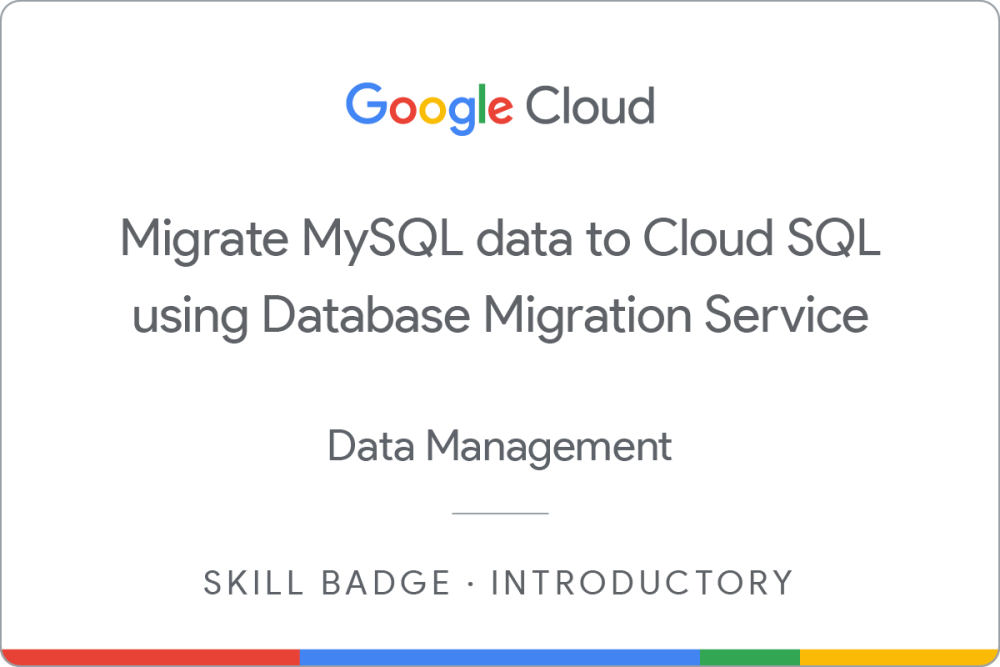 Google Cloud
Migrate MySQL data to Cloud SQL
using Database Migration Service
Data Management
SKILL BADGE · INTRODUCTORY